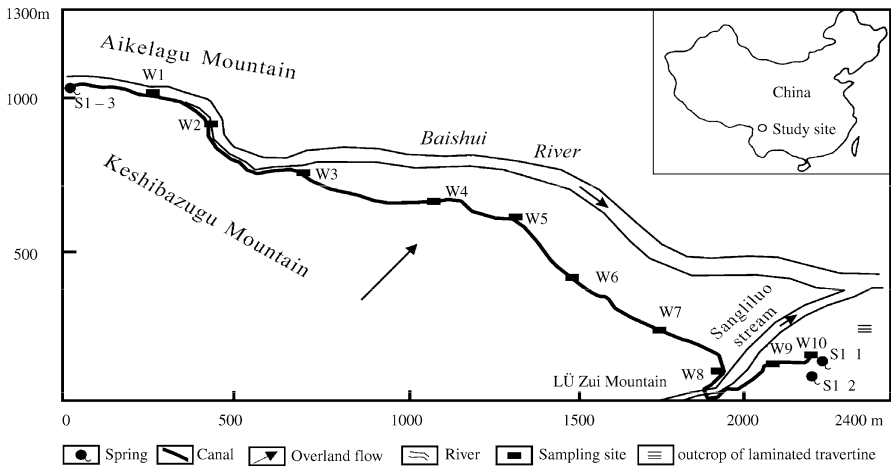 1300m
Aikelagu Mountain
W1
1000
S1–3
W2
Baishui River
W3
Keshibazugu Mountain
W4
W5
500
W6
W7
Sangliluo
stream
W8
W9
W10
S1 1
S1 2
LÜ Zui Mountain
China
Study site
0
500
1000
1500
2000
2400 m
Spring
Canal
Overland flow
River
Sampling site
outcrop of laminated travertine